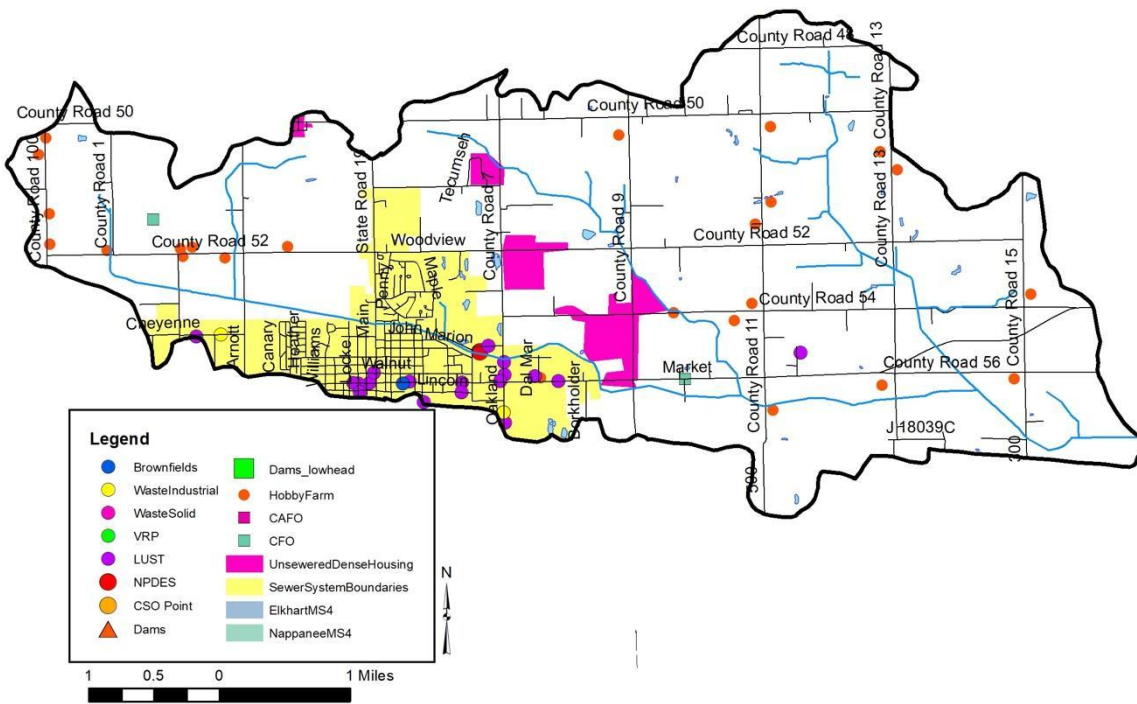 County Road 48
County Road 13
County Road 50
County Road 50
County Road 100
County Road 1
State Road 19
Tecumseh
County Road 7
County Road 9
County Road 13
County Road 52
Woodview
County Road 52
Penny
Maple
County Road 54
County Road 15
Cheyenne
Arnott
Canary
Heather
Williams
Locke
Main
John
Marion
Walnut
Lincoln
Oakland
Dal Mar
Borkholder
Market
County Road 11
County Road 56
J-18039C
500
300
Legend
Brownfields
WasteIndustrial
WasteSolid
VRP
LUST
NPDES
CSO Point
Dams
Dams_lowhead
HobbyFarm
CAFO
CFO
UnseweredDenseHousing
SewerSystemBoundaries
ElkhartMS4
NappaneeMS4
N
1 0.5 0 1 Miles